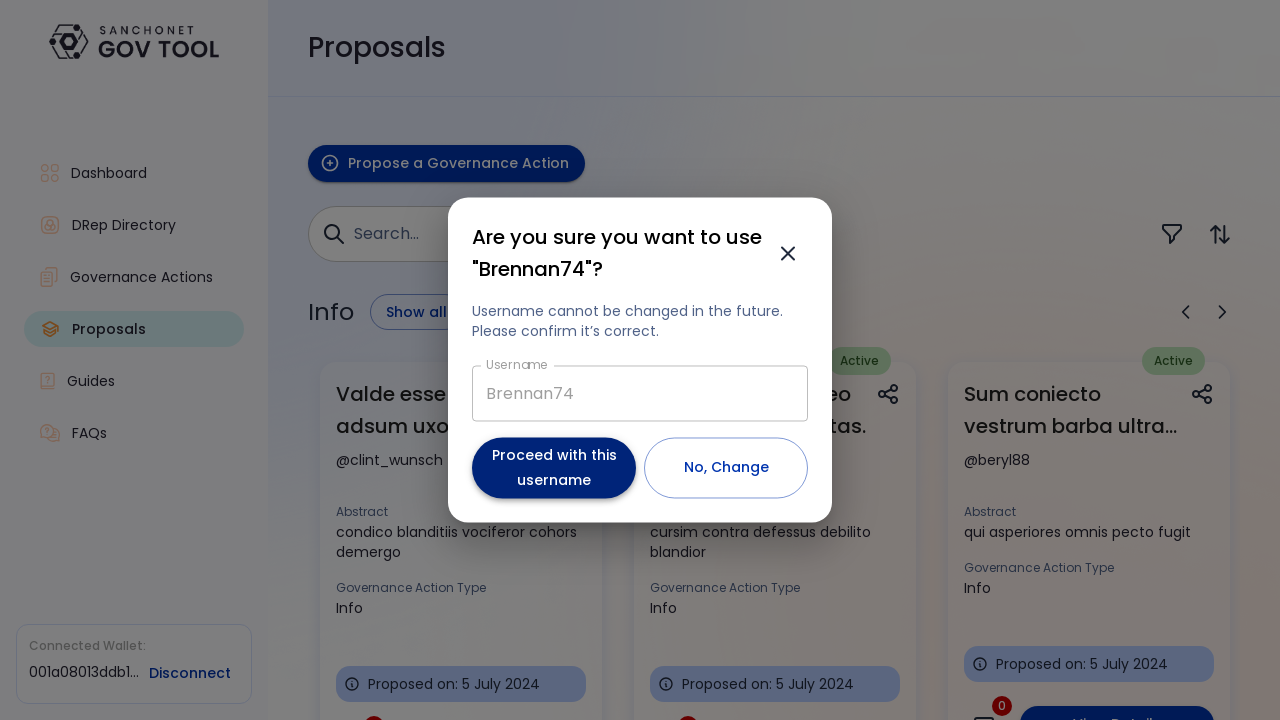 SANCHONET
GOV TOOL
Proposals
Dashboard
DRep Directory
Governance Actions
Proposals
Guides
FAQs
Connected Wallet:
001a08013ddb1...
Disconnect
Propose a Governance Action
Search...
Info
Show all
Are you sure you want to use
"Brennan74"?
Username cannot be changed in the future.
Please confirm it’s correct.
Username
Brennan74
Proceed with this
username
No, Change
Valde esse
adsum
@clint_wunsch
Abstract
condico blanditiis vociferor cohors
demergo
Governance Action Type
Info
Proposed on: 5 July 2024
Active
cursim contra defessus debilito
blandior
Governance Action Type
Info
Proposed on: 5 July 2024
Active
Sum coniecto
vestrum barba ultra...
@beryl88
Abstract
qui asperiores omnis pecto fugit
Governance Action Type
Info
Proposed on: 5 July 2024
0